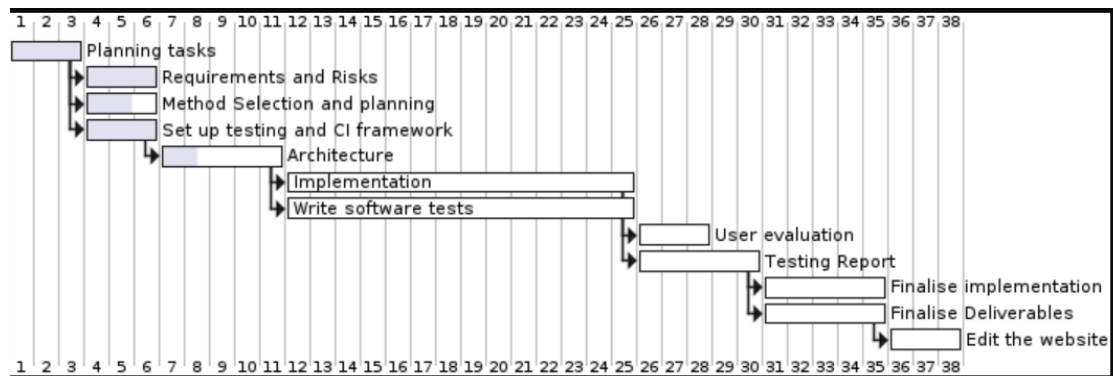 1 2 3 4 5 6 7 8 9 10 11 12 13 14 15 16 17 18 19 20 21 22 23 24 25 26 27 28 29 30 31 32 33 34 35 36 37 38
Planning tasks
Requirements and Risks
Method Selection and planning
Set up testing and CI framework
Architecture
Implementation
Write software tests
User evaluation
Testing Report
Finalise implementation
Finalise Deliverables
Edit the website
1 2 3 4 5 6 7 8 9 10 11 12 13 14 15 16 17 18 19 20 21 22 23 24 25 26 27 28 29 30 31 32 33 34 35 36 37 38